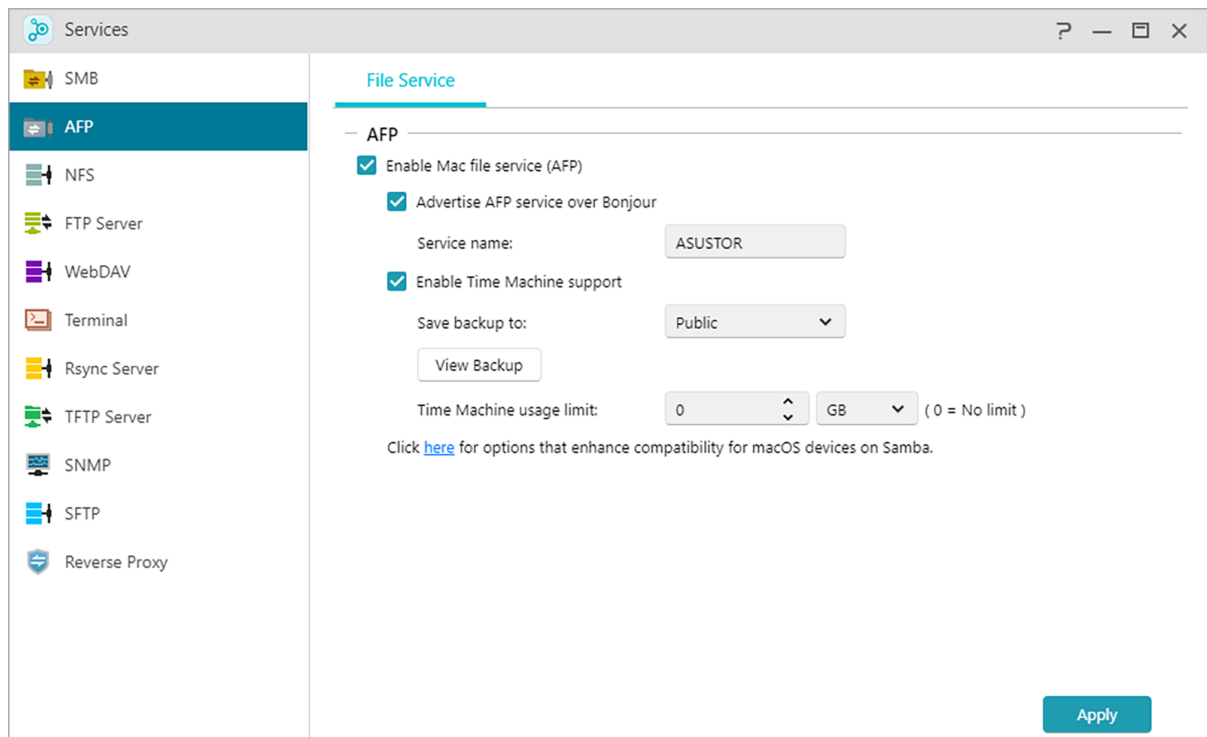 Services
SMB
AFP
NFS
FTP Server
WebDAV
Terminal
Rsync Server
TFTP Server
SNMP
SFTP
Reverse Proxy
File Service
AFP
Enable Mac file service (AFP)
Advertise AFP service over Bonjour
Service name: ASUSTOR
Enable Time Machine support
Save backup to: Public
View Backup
Time Machine usage limit: 0 GB ( 0 = No limit )
Click here for options that enhance compatibility for macOS devices on Samba.
Apply